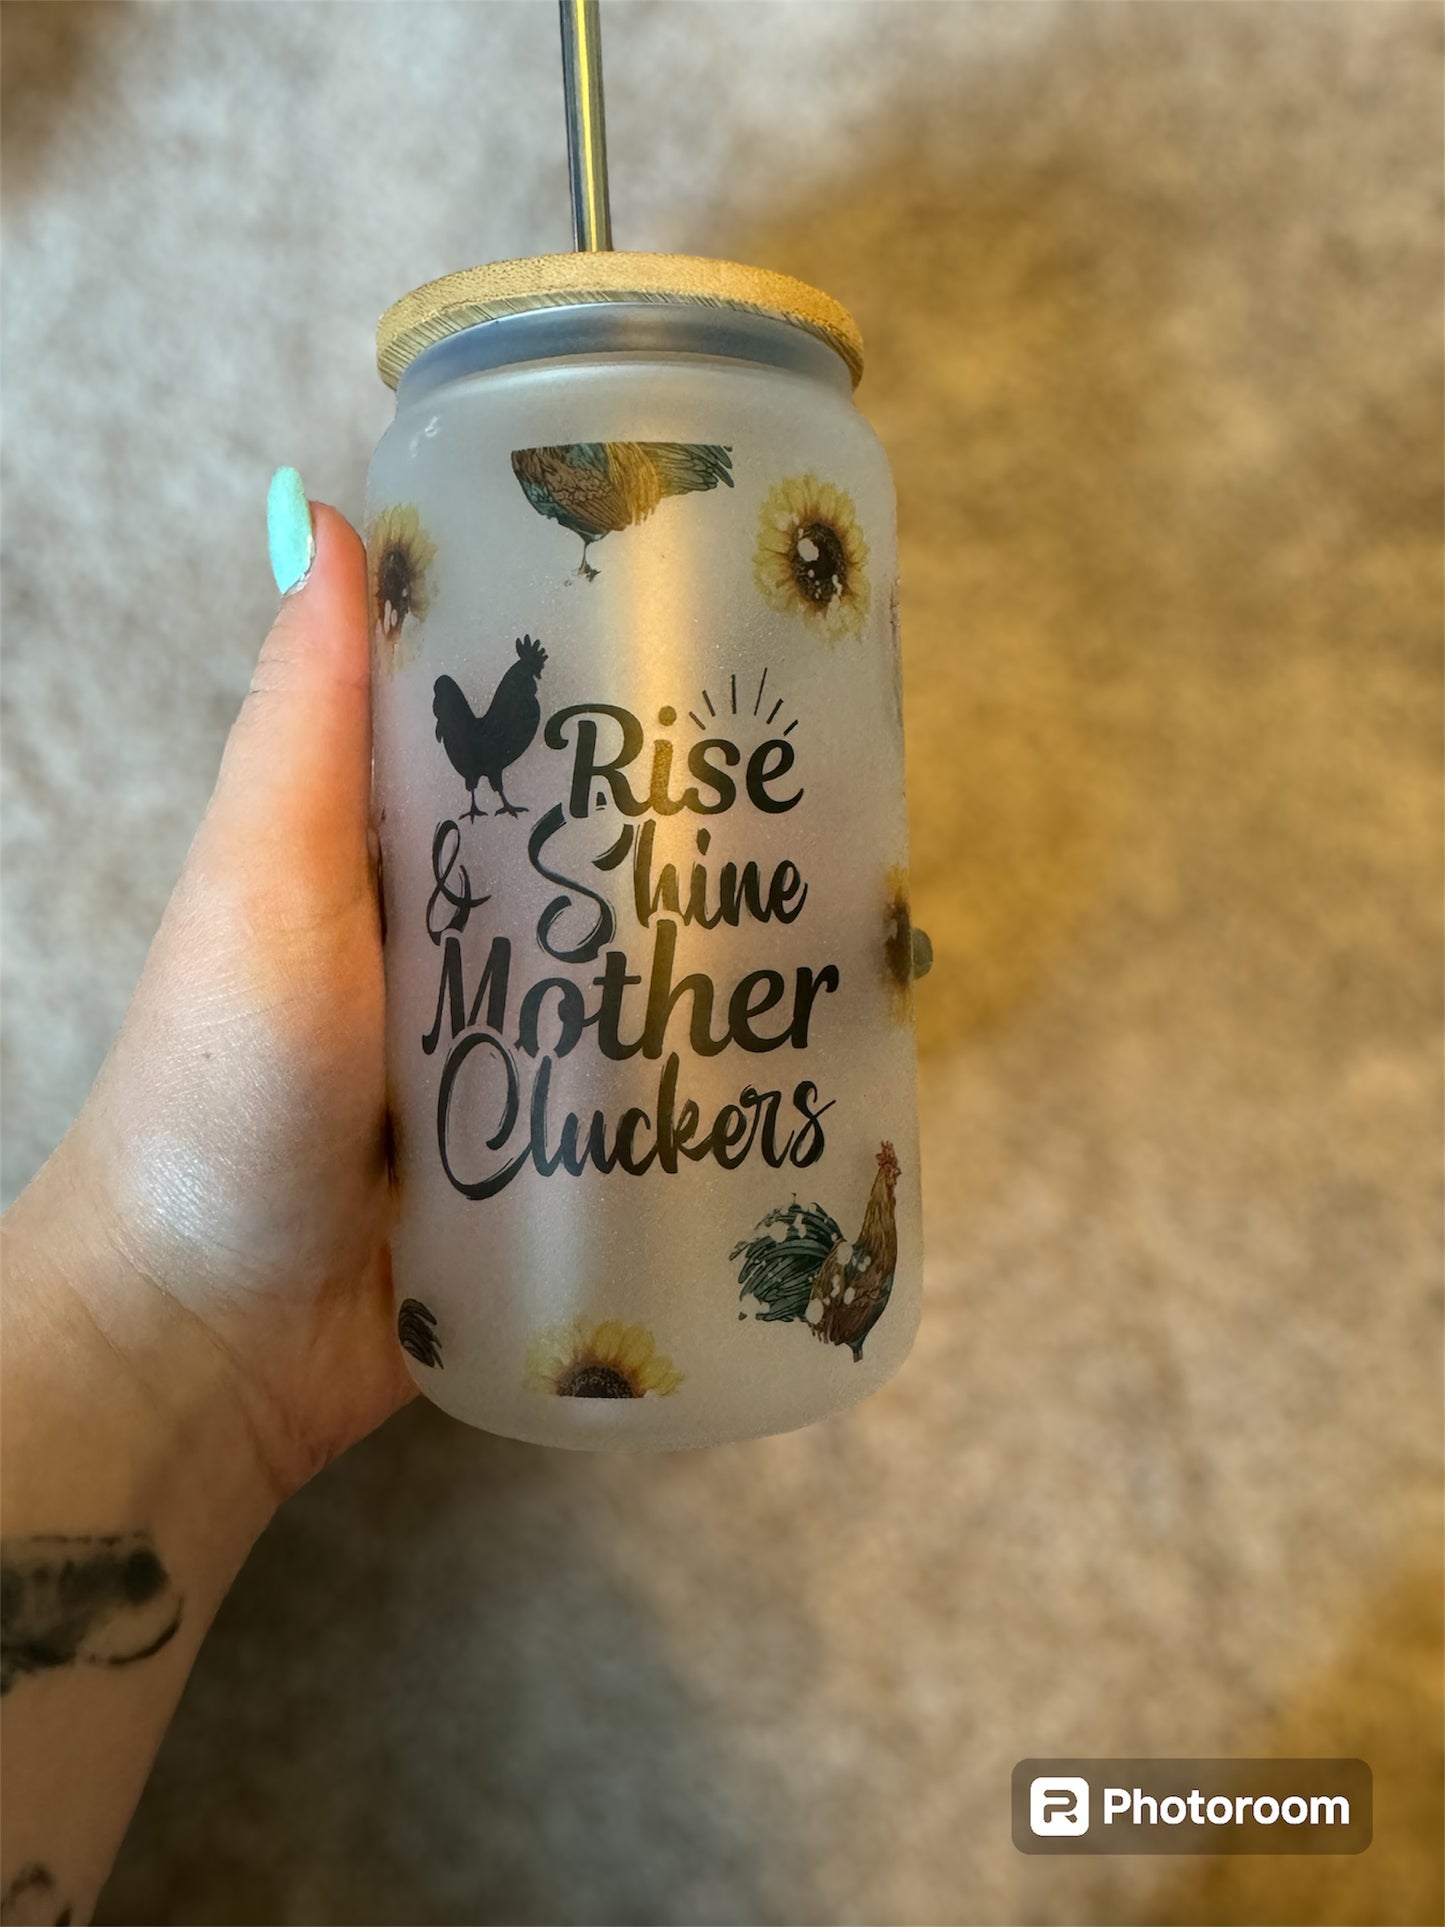 Rise
& Shine
Mother
Cluckers
Photoroom